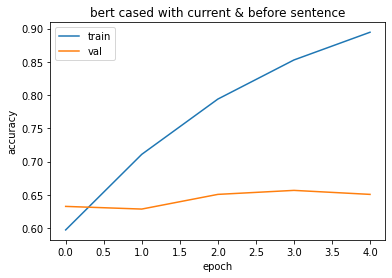 bert cased with current & before sentence
train
val
accuracy
0.90
0.85
0.80
0.75
0.70
0.65
0.60
0.0 0.5 1.0 1.5 2.0 2.5 3.0 3.5 4.0
epoch